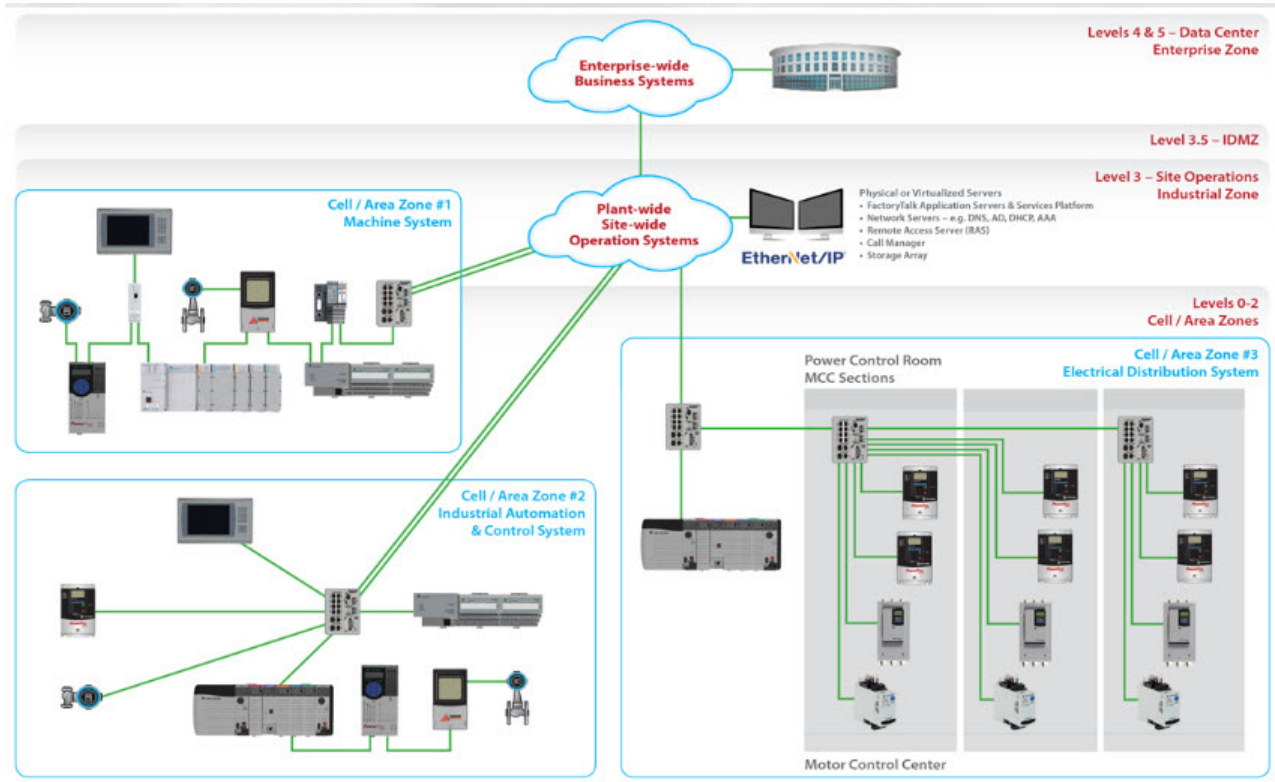 Levels 4 & 5 – Data Center
Enterprise Zone
Enterprise-wide
Business Systems
Level 3.5 – IDMZ
Level 3 – Site Operations
Industrial Zone
Plant-wide
Site-wide
Operation Systems
Physical or Virtualized Servers
• FactoryTalk Application Servers & Services Platform
• Network Servers – e.g. DNS, AD, DHCP, AAA
• Remote Access Server (RAS)
• Call Manager
• Storage Array
EtherNet/IP
Cell / Area Zone #1
Machine System
Levels 0-2
Cell / Area Zones
Cell / Area Zone #3
Electrical Distribution System
Power Control Room
MCC Sections
Cell / Area Zone #2
Industrial Automation
& Control System
Motor Control Center